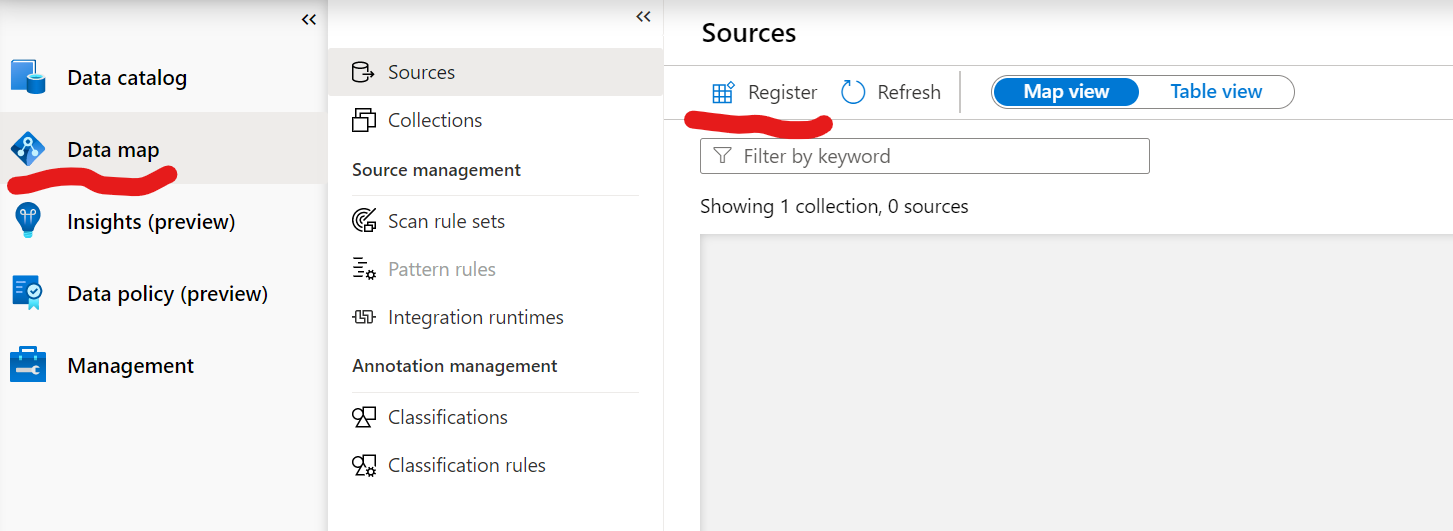 Data catalog
Data map
Insights (preview)
Data policy (preview)
Management
Sources
Collections
Source management
Scan rule sets
Pattern rules
Integration runtimes
Annotation management
Classifications
Classification rules
Sources
Register Refresh Map view Table view
Filter by keyword
Showing 1 collection, 0 sources